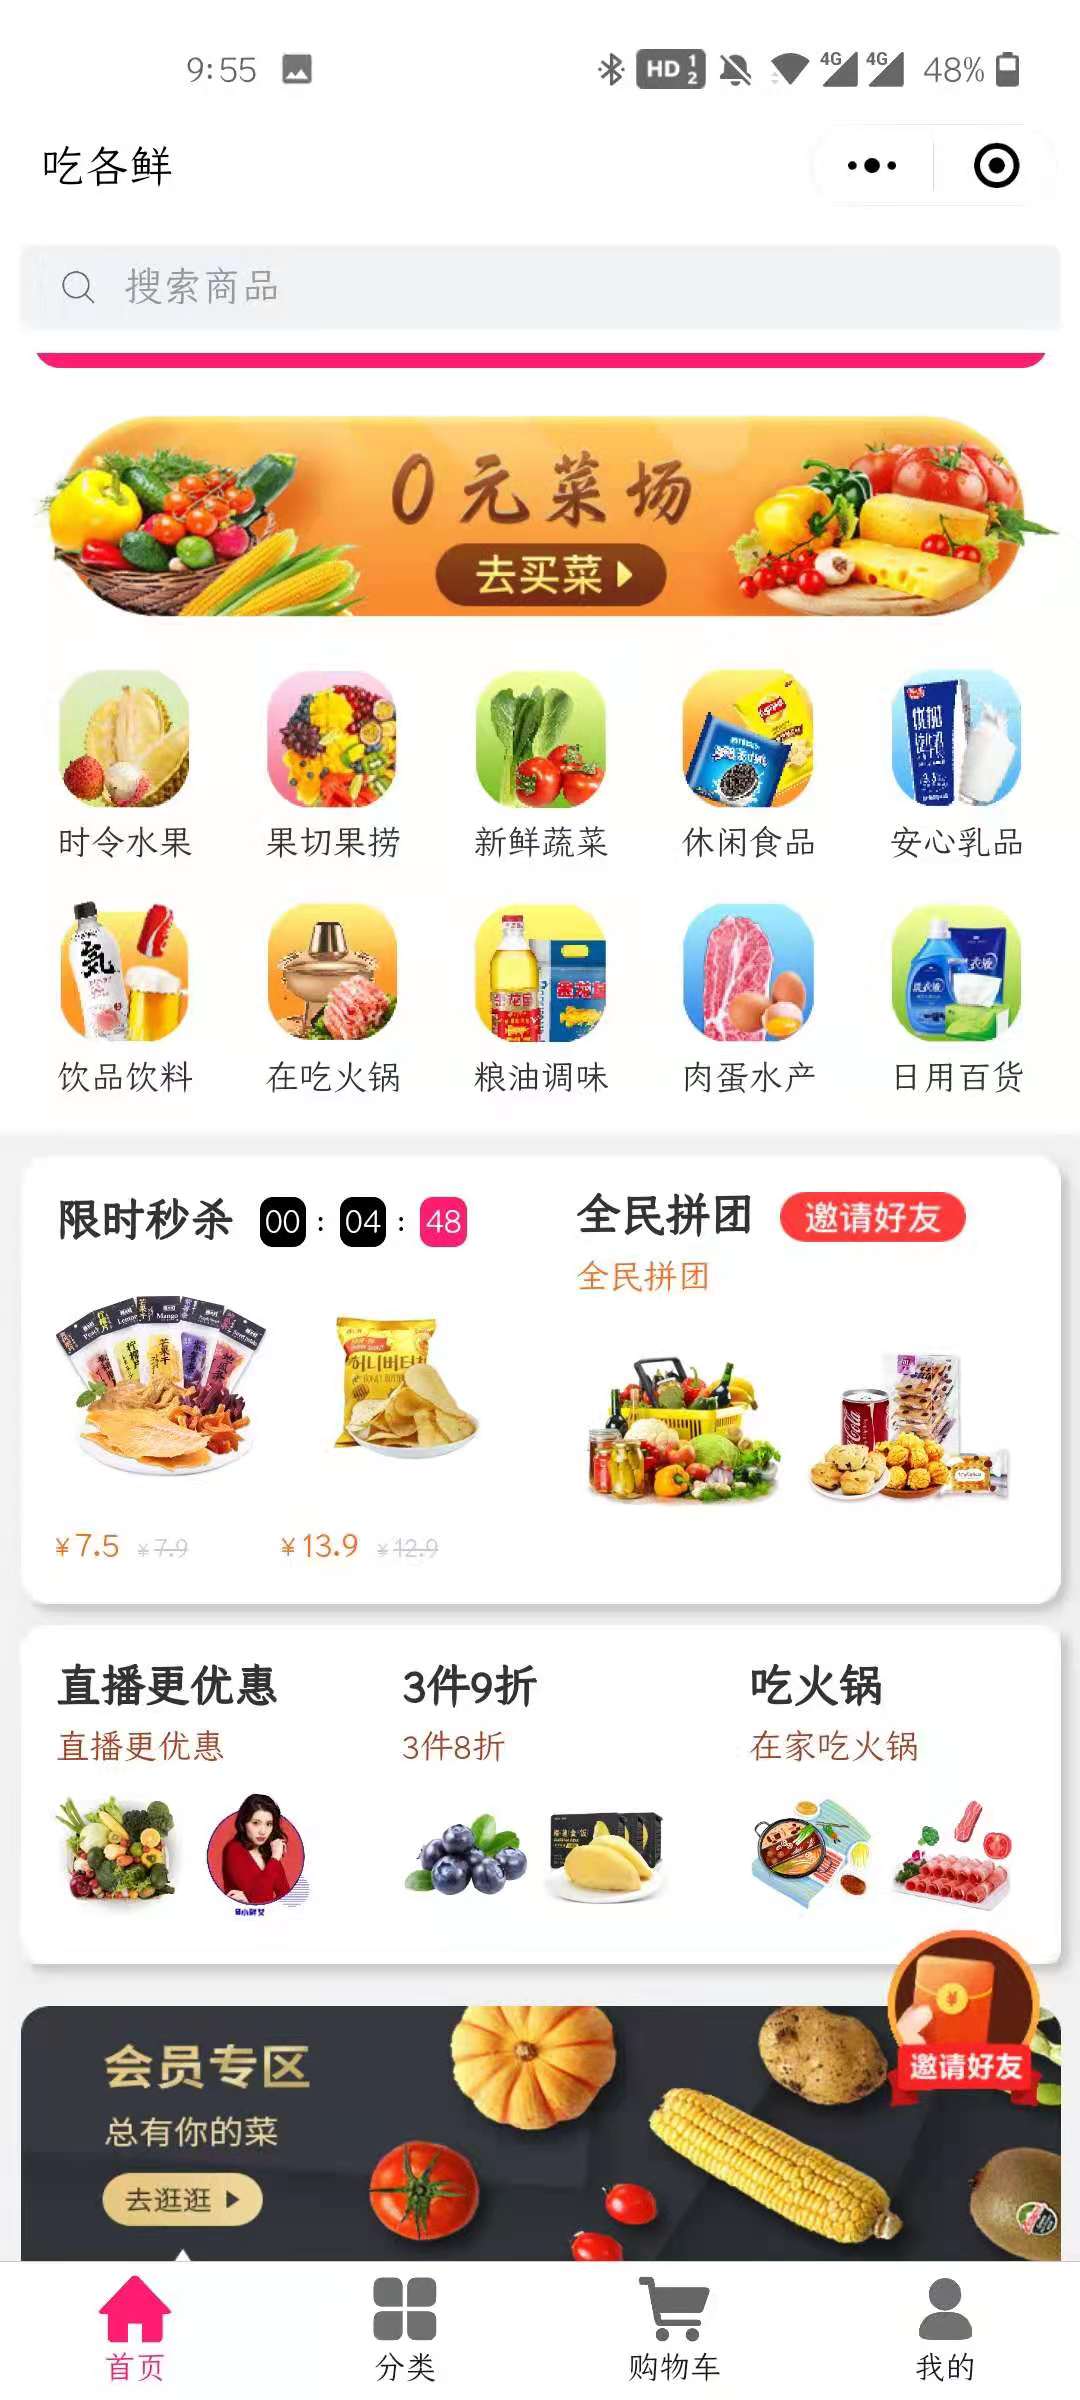 9:55
HD 1 2
4G
4G
48%
吃各鲜
搜索商品
0元菜场
去买菜
时令水果
果切果捞
新鲜蔬菜
休闲食品
安心乳品
饮品饮料
在吃火锅
粮油调味
肉蛋水产
日用百货
限时秒杀 00 : 04 : 48
全民拼团 邀请好友
全民拼团
¥7.5 ¥7.9
¥13.9 ¥12.9
直播更优惠
直播更优惠
3件9折
3件8折
吃火锅
在家吃火锅
会员专区
总有你的菜
去逛逛
邀请好友
首页
分类
购物车
我的